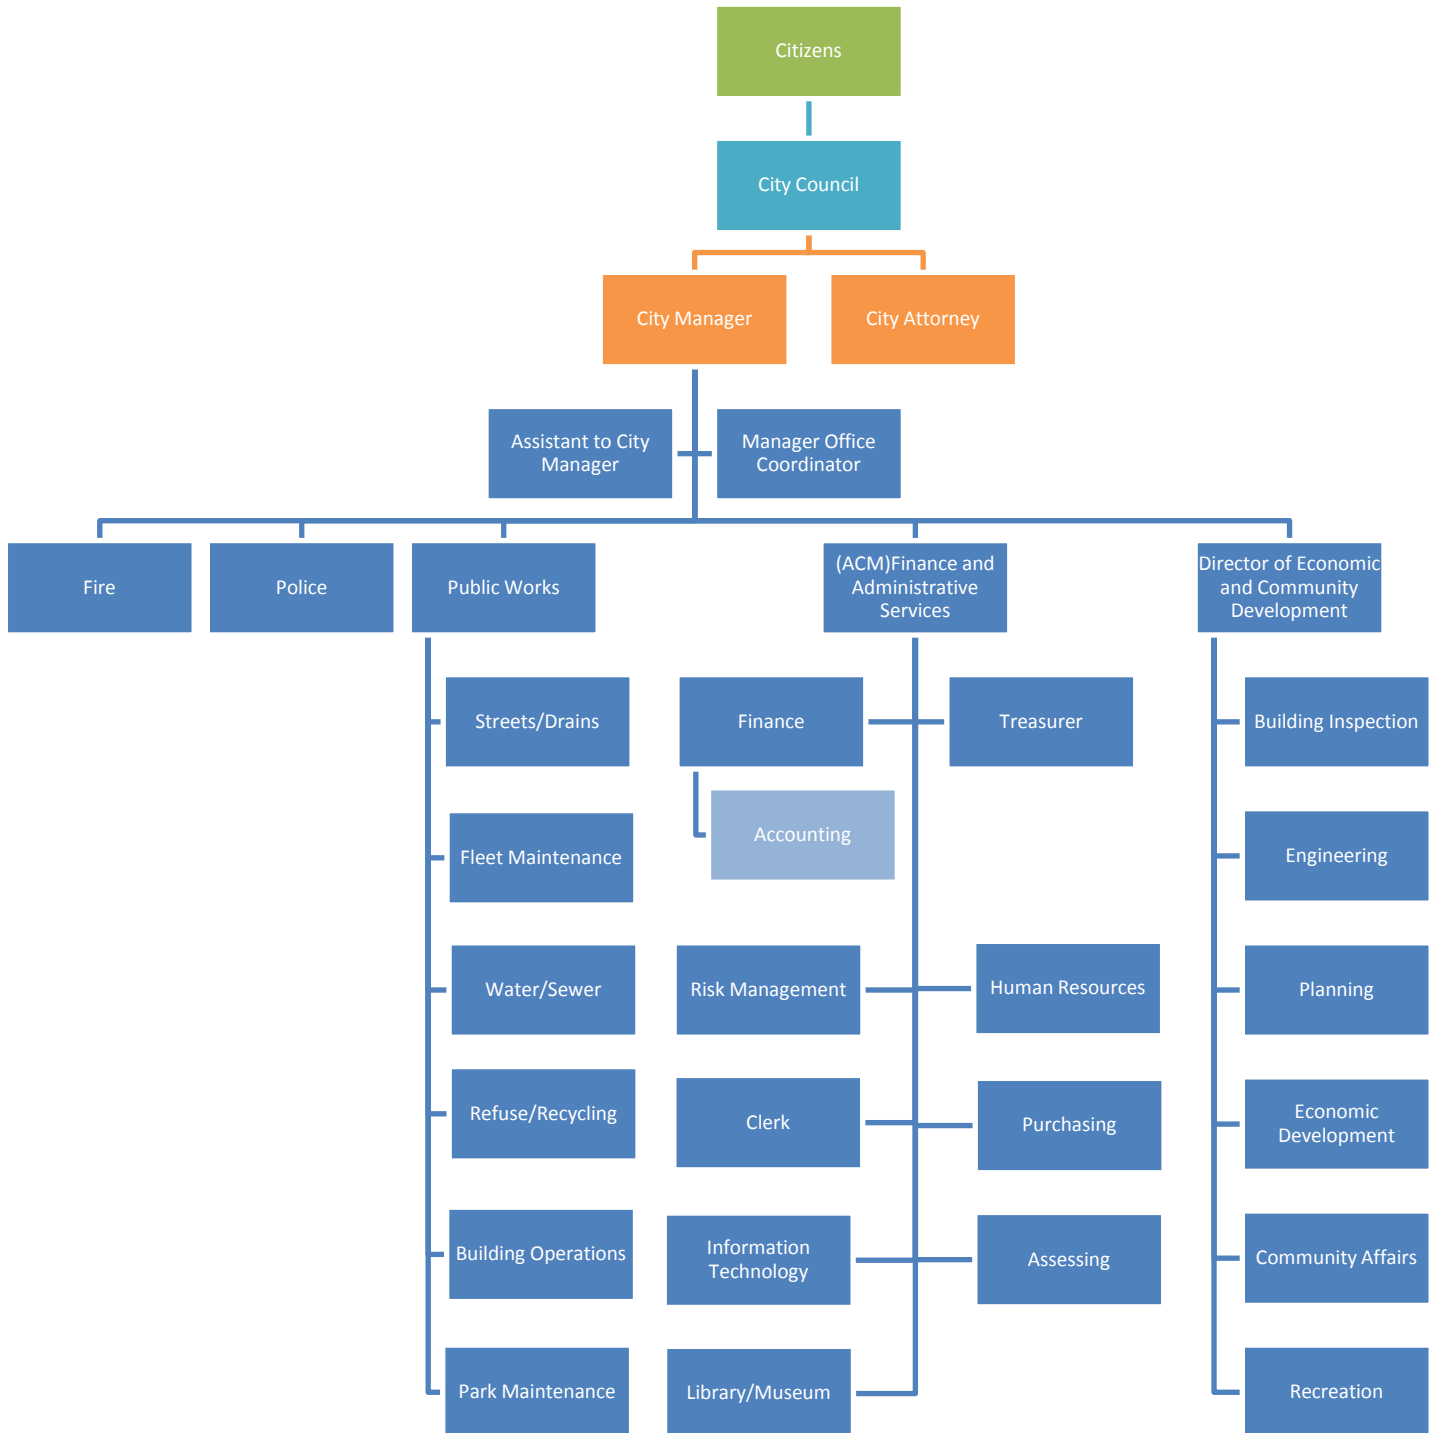 Citizens
City Council
City Manager
City Attorney
Assistant to City
Manager
Manager Office
Coordinator
Fire
Police
Public Works
(ACM)Finance and
Administrative
Services
Director of Economic
and Community
Development
Streets/Drains
Finance
Treasurer
Building Inspection
Accounting
Fleet Maintenance
Engineering
Water/Sewer
Risk Management
Human Resources
Planning
Refuse/Recycling
Clerk
Purchasing
Economic
Development
Building Operations
Information
Technology
Assessing
Community Affairs
Park Maintenance
Library/Museum
Recreation